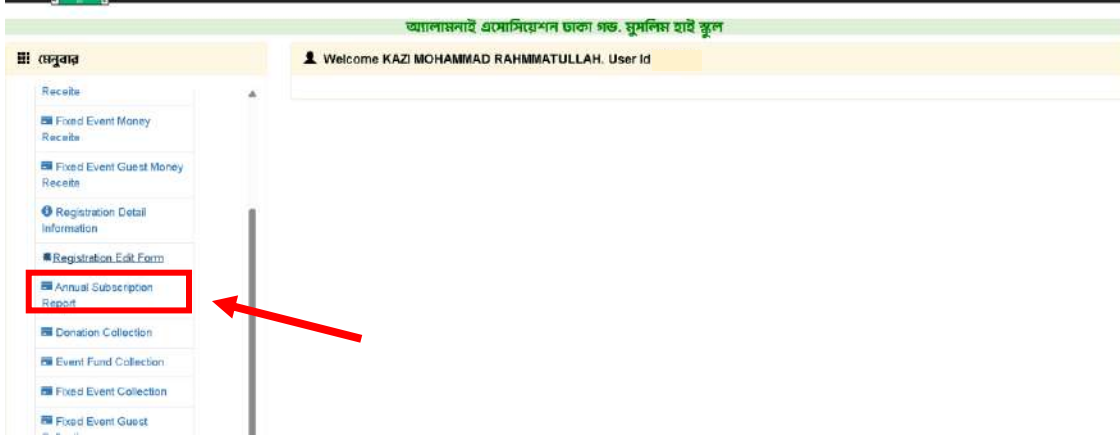 অ্যালামনাই এসোসিয়েশন ঢাকা গভ. মুসলিম হাই স্কুল
মেনুবার
Welcome KAZI MOHAMMAD RAHMMATULLAH. User Id
Receite
Fixed Event Money
Receite
Fixed Event Guest Money
Receite
Registration Detail
Information
Registration Edit Form
Annual Subscription
Report
Donation Collection
Event Fund Collection
Fixed Event Collection
Fixed Event Guest